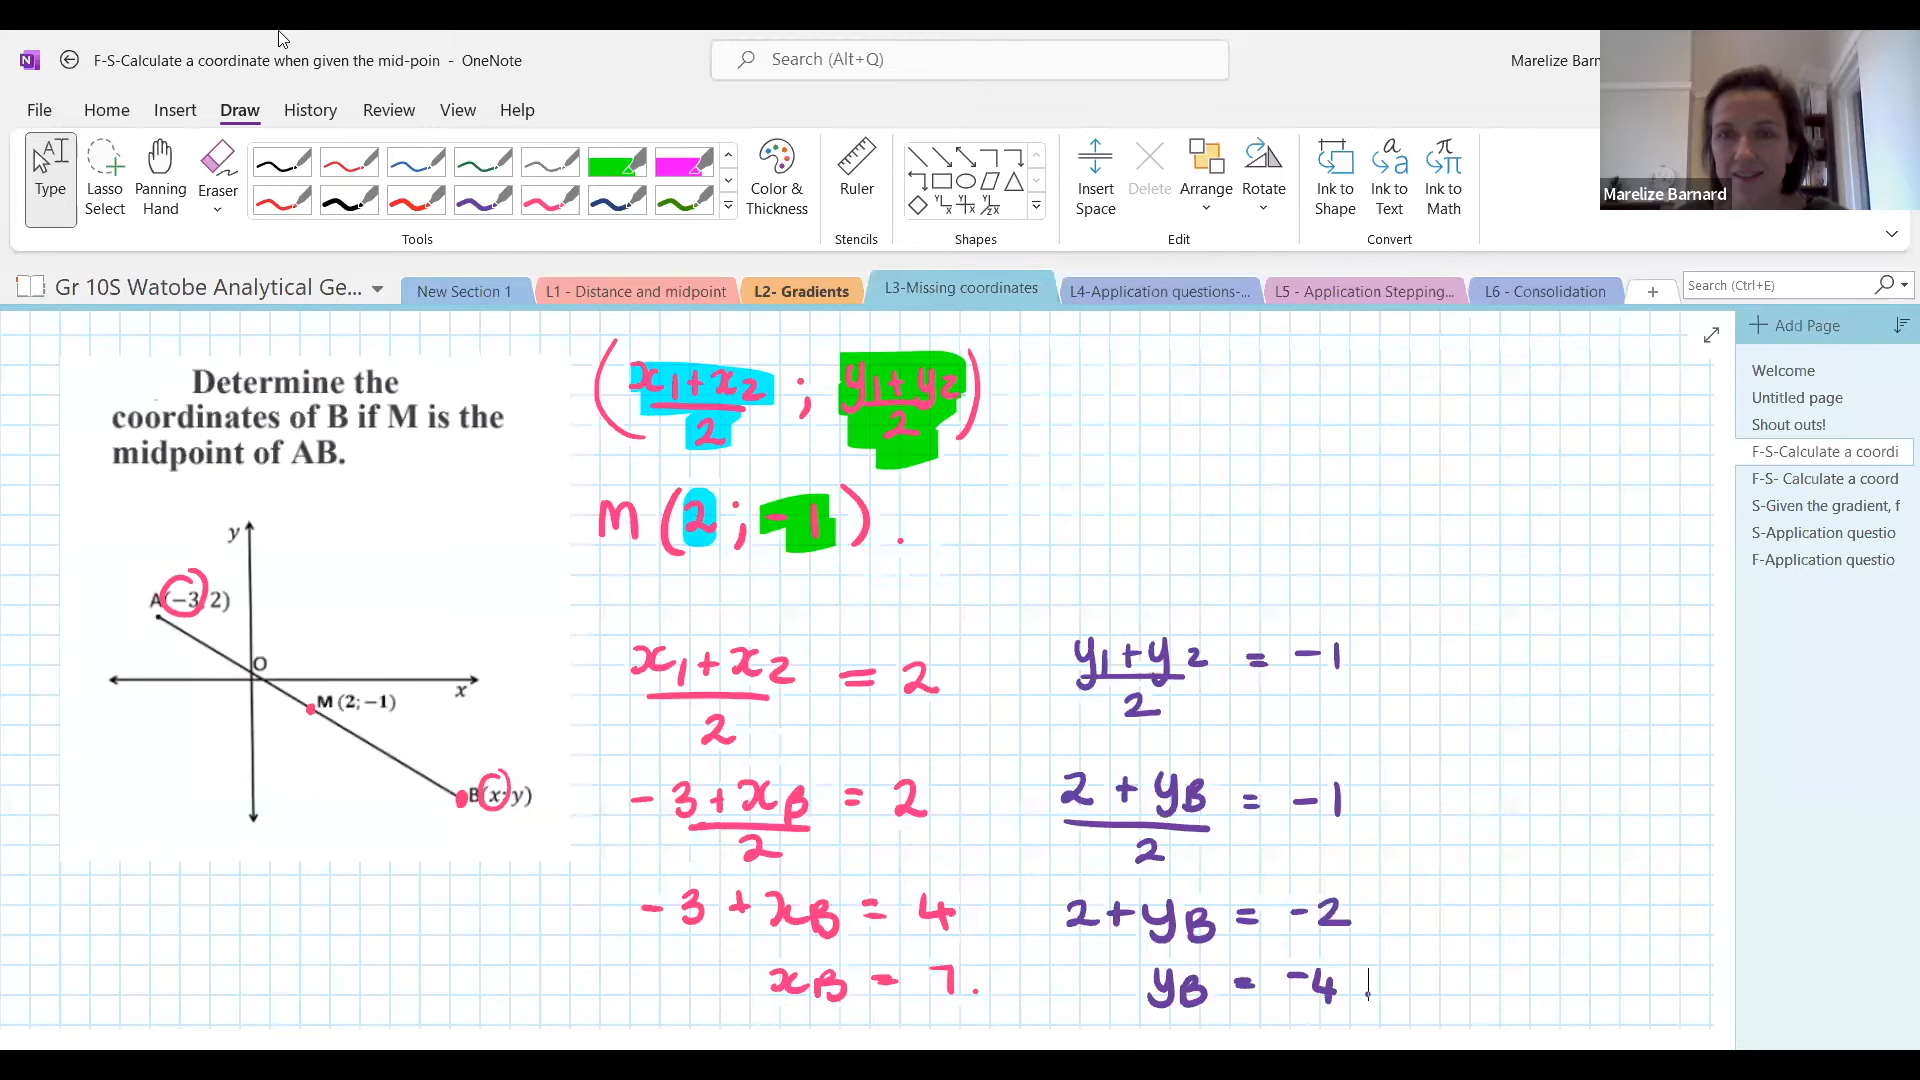 F-S-Calculate a coordinate when given the mid-poin - OneNote
Search (Alt+Q)
Marelize Barn
File Home Insert Draw History Review View Help
Type
Lasso Select
Panning Hand
Eraser
Color & Thickness
Ruler
Insert Space
Delete
Arrange
Rotate
Ink to Shape
Ink to Text
Ink to Math
Marelize Barnard
Tools Stencils Shapes Edit Convert
Gr 10S Watobe Analytical Ge...
New Section 1
L1 - Distance and midpoint
L2- Gradients
L3-Missing coordinates
L4-Application questions-...
L5 - Application Stepping...
L6 - Consolidation
Search (Ctrl+E)
Add Page
Welcome
Untitled page
Shout outs!
F-S-Calculate a coordi
F-S- Calculate a coord
S-Given the gradient, f
S-Application questio
F-Application questio
Determine the
coordinates of B if M is the
midpoint of AB.
y
A(−3; 2)
O
x
M (2; −1)
B(x; y)
(x1+x2/2 ; y1+y2/2)
M (2 ; -1).
x1+x2/2 = 2
-3+xB/2 = 2
-3 + xB = 4
xB = 7.
y1+y2/2 = -1
2 + yB/2 = -1
2+yB = -2
yB = -4